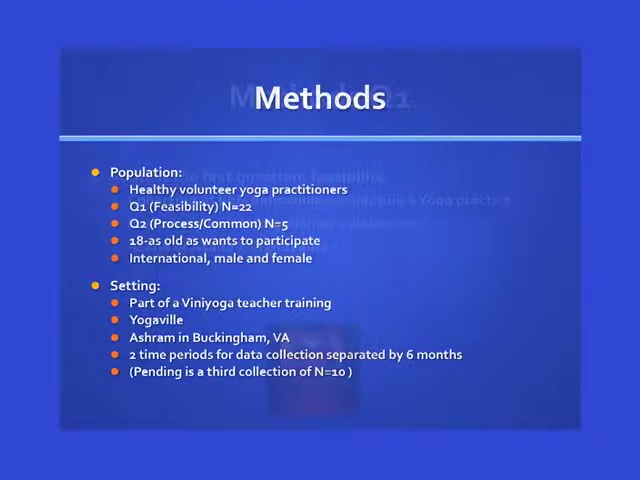 Methods
Population:
Healthy volunteer yoga practitioners
Q1 (Feasibility) N=22
Q2 (Process/Common) N=5
18-as old as wants to participate
International, male and female
Setting:
Part of a Viniyoga teacher training
Yogaville
Ashram in Buckingham, VA
2 time periods for data collection separated by 6 months
(Pending is a third collection of N=10 )